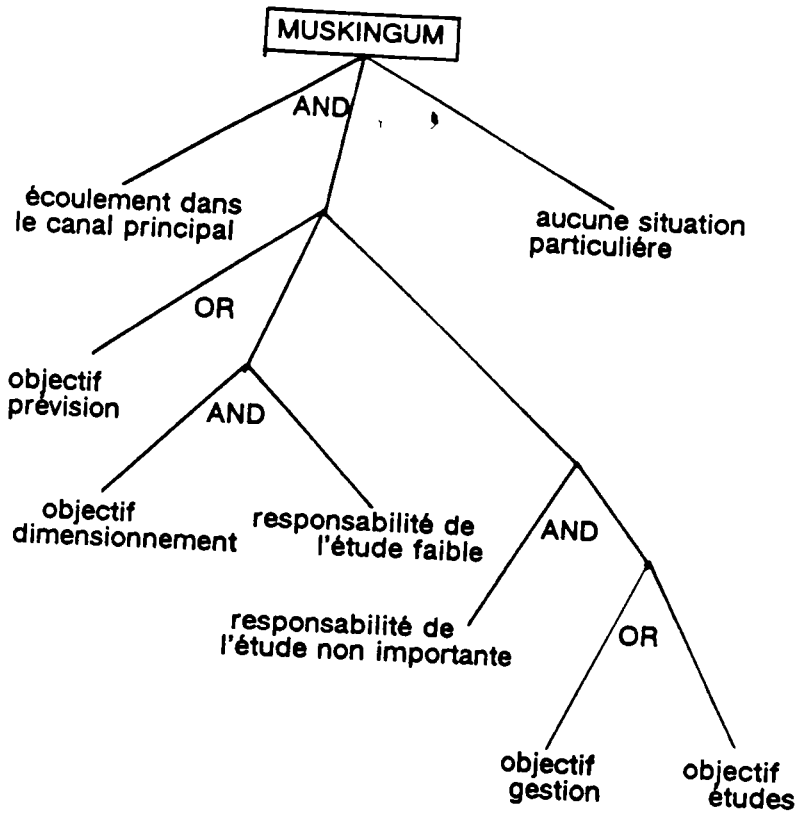 MUSKINGUM
AND
écoulement dans
le canal principal
aucune situation
particuliére
OR
objectif
prévision
AND
objectif
dimensionnement
responsabilité de
l'étude faible
AND
responsabilité de
l'étude non importante
OR
objectif
gestion
objectif
études